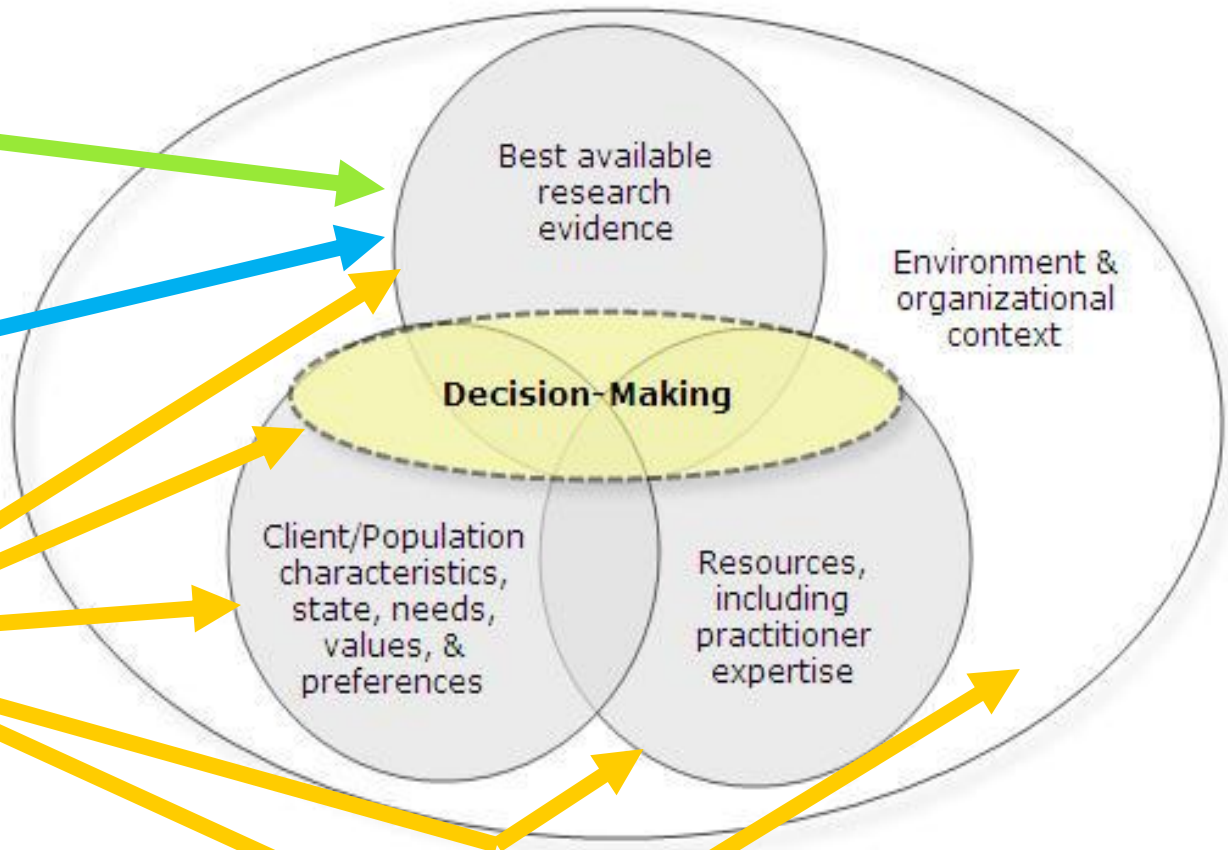 Best available
research
evidence
Environment &
organizational
context
Decision-Making
Client/Population
characteristics,
state, needs,
values, &
preferences
Resources,
including
practitioner
expertise